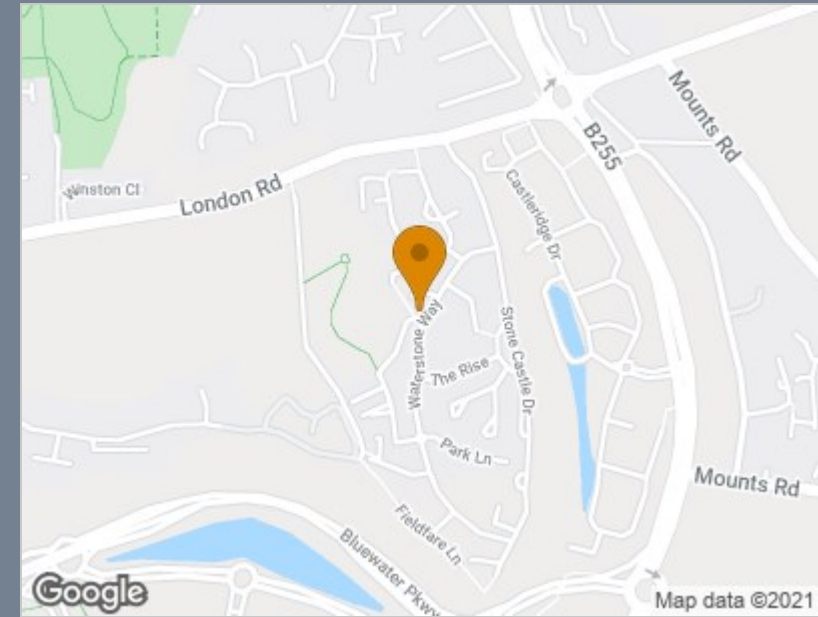 Mounts Rd
B255
Winston Cl
London Rd
Castleridge Dr
Waterstone Way
Stone Castle Dr
The Rise
Park Ln
Mounts Rd
Fieldfare Ln
Bluewater Pkwy
Google
Map data ©2021